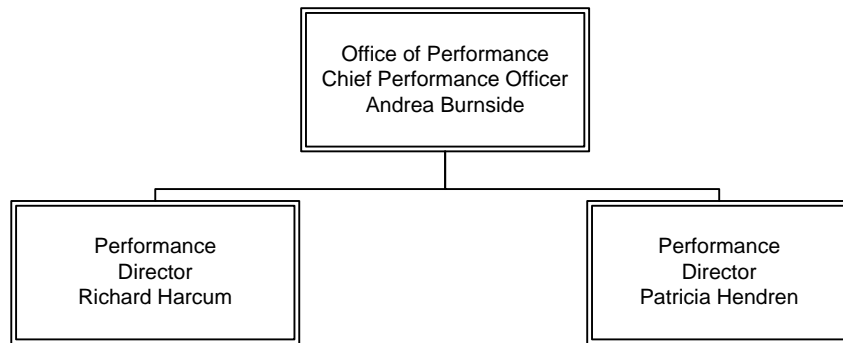 Office of Performance
Chief Performance Officer
Andrea Burnside
Performance
Director
Richard Harcum
Performance
Director
Patricia Hendren